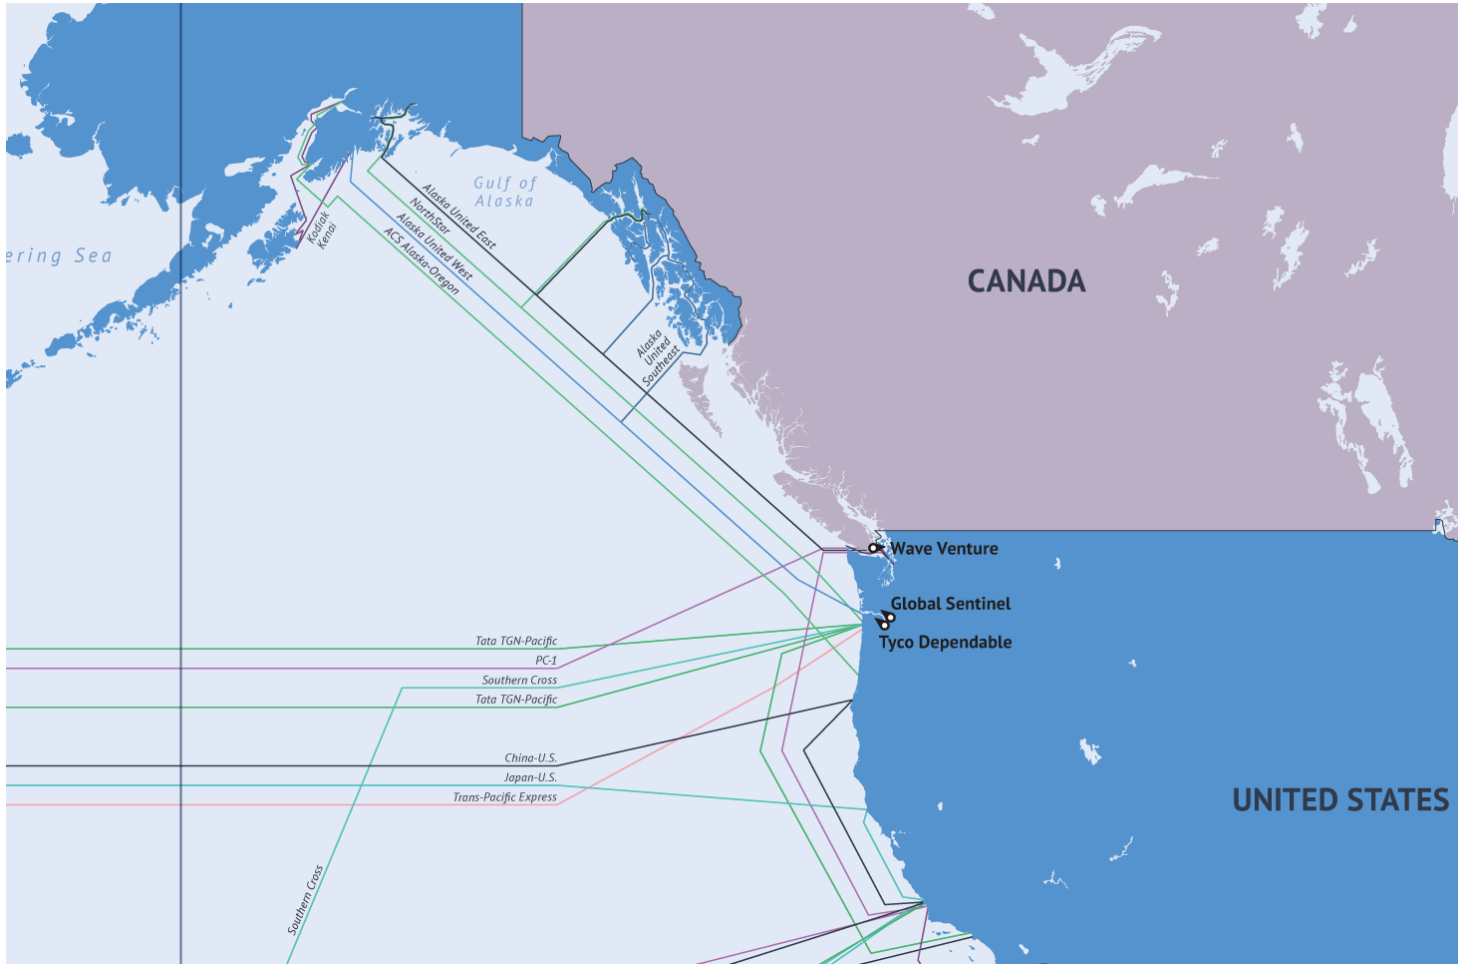 Gulf of
Alaska
ering Sea
Kodiak
Kenai
Alaska United East
NorthStar
Alaska United West
ACS Alaska-Oregon
Alaska
United
Southeast
CANADA
Wave Venture
Global Sentinel
Tyco Dependable
Tata TGN-Pacific
PC-1
Southern Cross
Tata TGN-Pacific
China-U.S.
Japan-U.S.
Trans-Pacific Express
UNITED STATES
Southern Cross